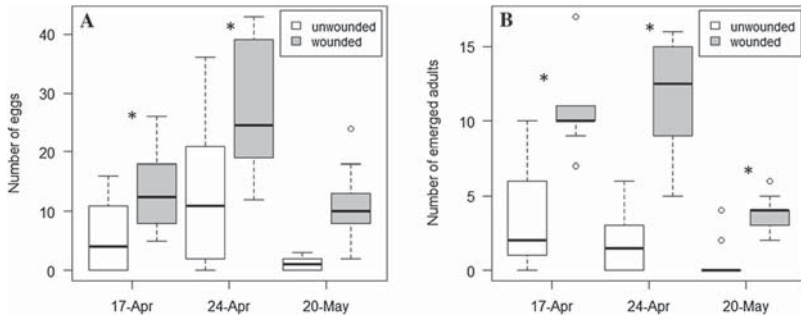 A
unwounded
wounded
*
*
Number of eggs
40
30
20
10
0
17-Apr
24-Apr
20-May
B
unwounded
wounded
*
*
*
Number of emerged adults
15
10
5
0
17-Apr
24-Apr
20-May